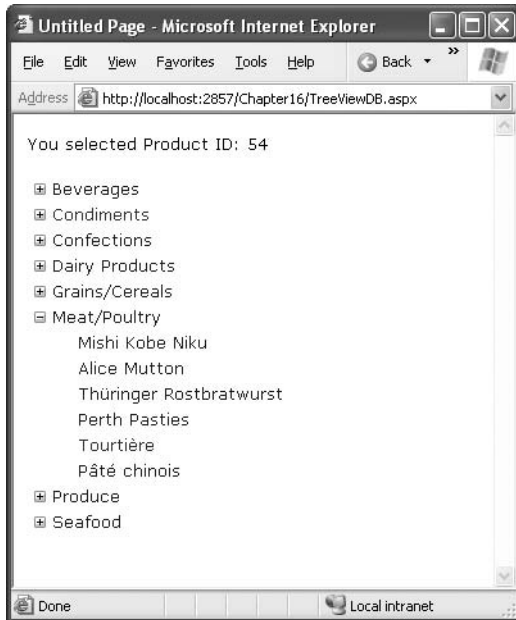 Untitled Page - Microsoft Internet Explorer
File Edit View Favorites Tools Help Back »
Address http://localhost:2857/Chapter16/TreeViewDB.aspx
You selected Product ID: 54
Beverages
Condiments
Confections
Dairy Products
Grains/Cereals
Meat/Poultry
Mishi Kobe Niku
Alice Mutton
Thüringer Rostbratwurst
Perth Pasties
Tourtière
Pâté chinois
Produce
Seafood
Done Local intranet